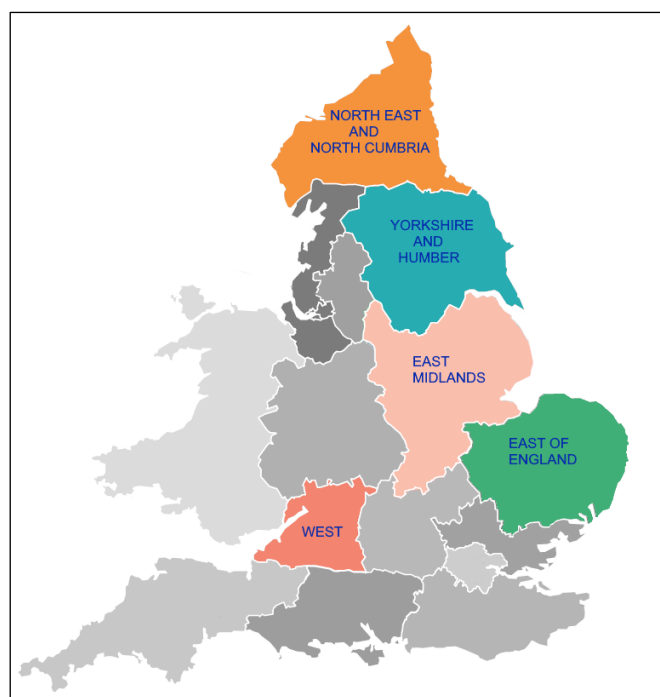 NORTH EAST
AND
NORTH CUMBRIA
YORKSHIRE
AND
HUMBER
EAST
MIDLANDS
EAST OF
ENGLAND
WEST